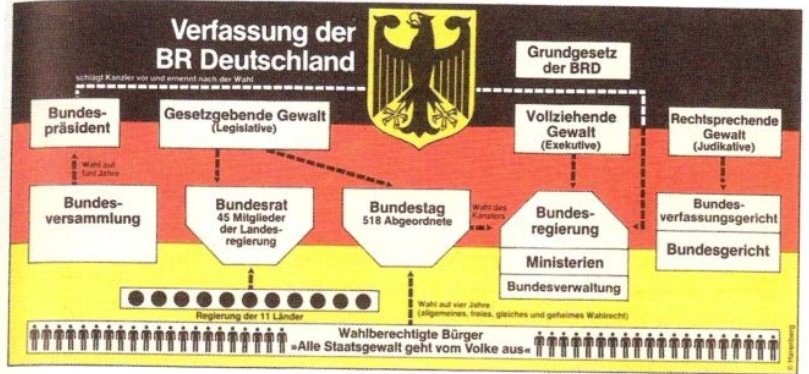 Verfassung der
BR Deutschland
schlägt Kanzler vor und ernennt nach der Wahl
Grundgesetz
der BRD
Bundes-
präsident
Gesetzgebende Gewalt
(Legislative)
Vollziehende
Gewalt
(Exekutive)
Rechtsprechende
Gewalt
(Judikative)
Wahl auf
fünf Jahre
Bundes-
versammlung
Bundesrat
45 Mitglieder
der Landes-
regierung
Bundestag
518 Abgeordnete
Wahl des
Kanzlers
Bundes-
regierung
Ministerien
Bundesverwaltung
Bundes-
verfassungsgericht
Bundesgericht
Regierung der 11 Länder
Wahl auf vier Jahre
(allgemeines, freies, gleiches und geheimes Wahlrecht)
Wahlberechtigte Bürger
»Alle Staatsgewalt geht vom Volke aus«
© Harenberg